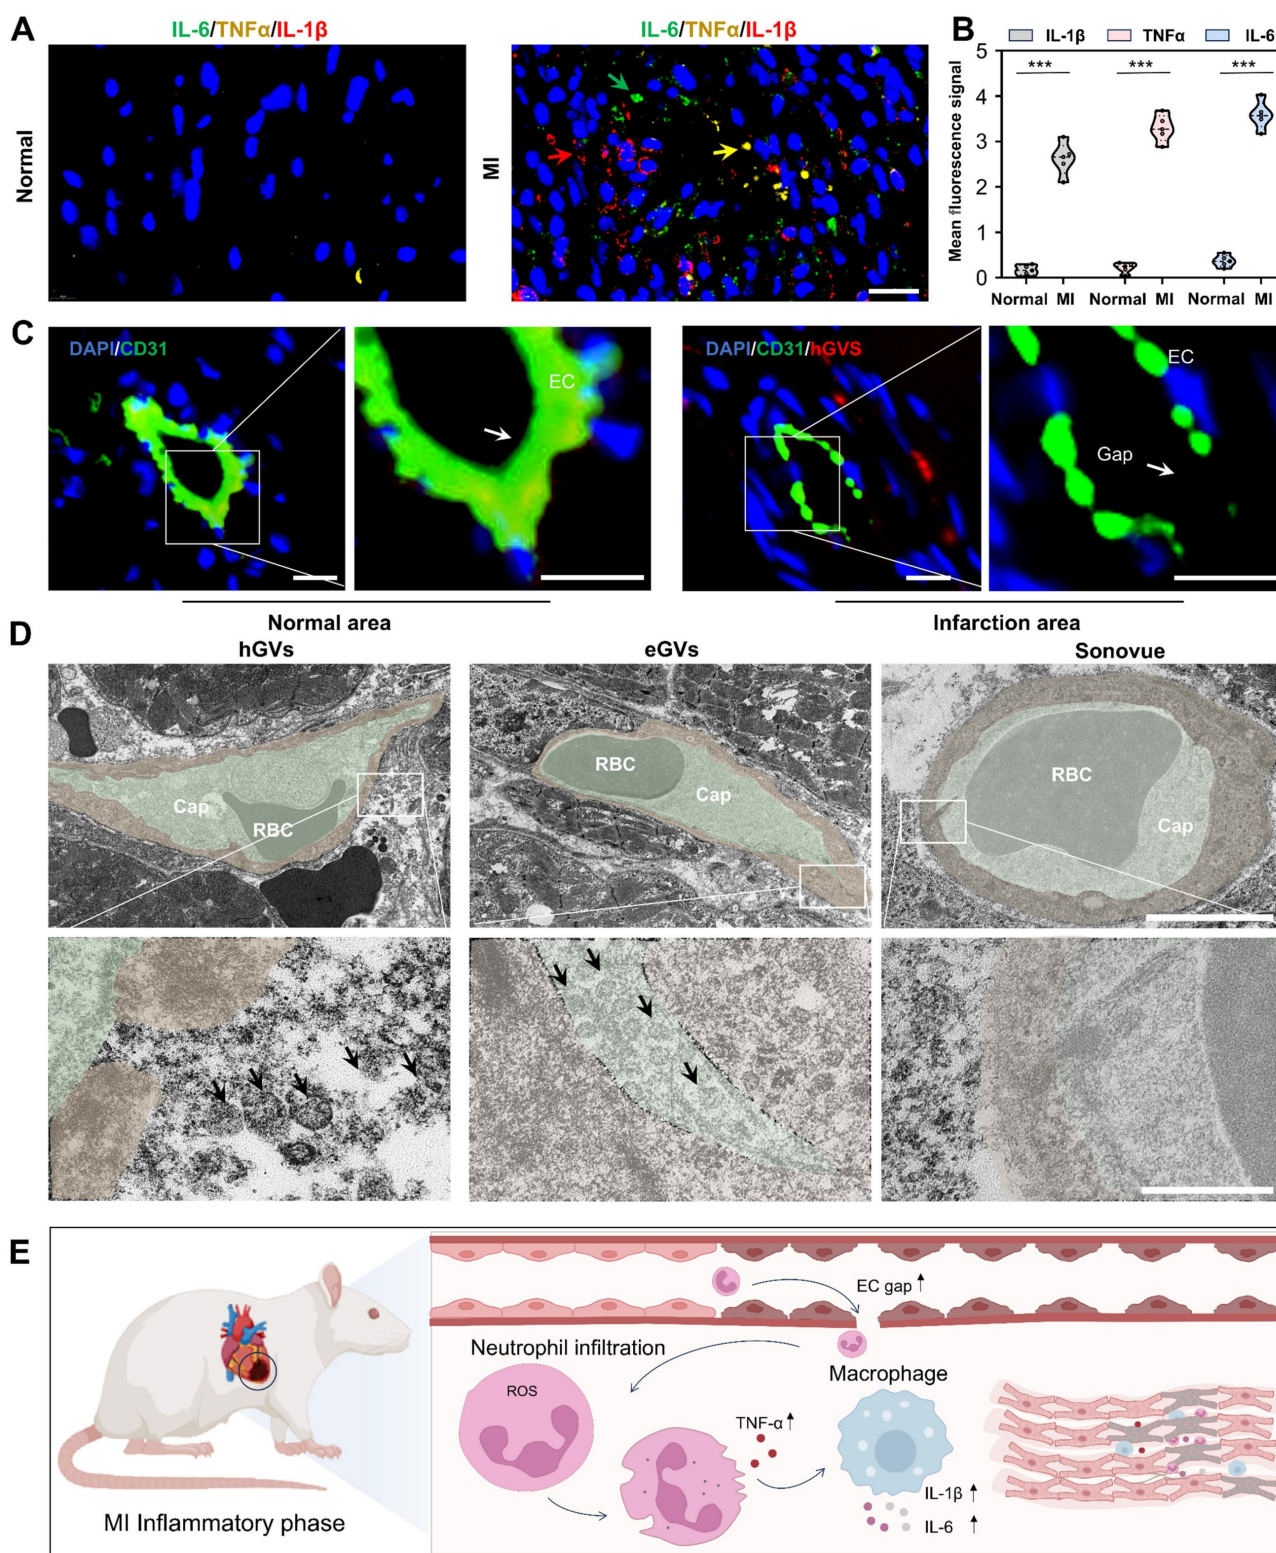 A
IL-6/TNFα/IL-1β
IL-6/TNFα/IL-1β
Normal
MI
B
IL-1β TNFα IL-6
Mean fluorescence signal
5
4
3
2
1
0
*** *** ***
Normal MI Normal MI Normal MI
C
DAPI/CD31
EC
DAPI/CD31/hGVS
EC
Gap
Normal area
Infarction area
D
hGVs
eGVs
Sonovue
Cap
RBC
RBC
Cap
RBC
Cap
E
MI Inflammatory phase
EC gap
Neutrophil infiltration
ROS
TNF-α
Macrophage
IL-1β
IL-6